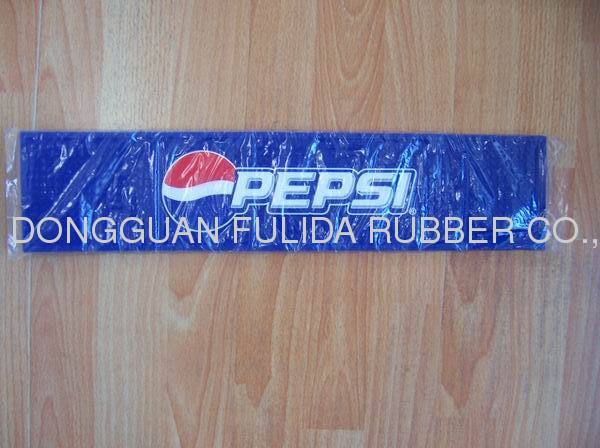 PEPSI®
DONGGUAN FULIDA RUBBER CO.,